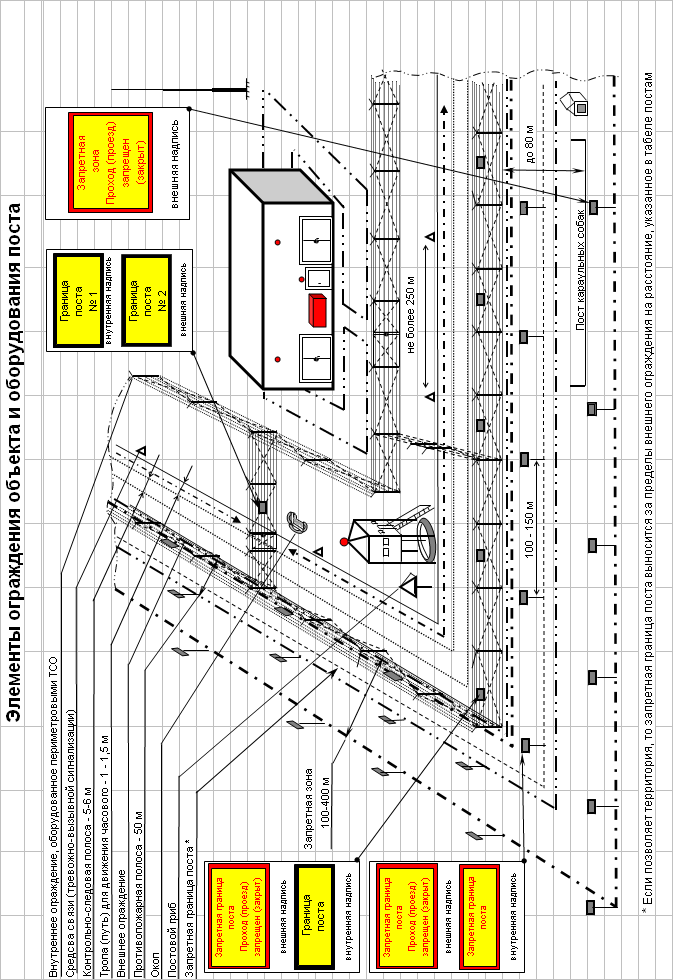 Элементы ограждения объекта и оборудования поста
Внутреннее ограждение, оборудованное периметровыми ТСО
Средсва связи (тревожно-вызывной сигнализации)
Контрольно-следовая полоса - 5-6 м
Тропа (путь) для движения часового - 1 - 1,5м
Внешнее ограждение
Противопожарная полоса - 50 м
Окоп
Постовой гриб
Запретная граница поста *
Запретная зона
100-400 м
Запретная
зона
Проход (проезд)
запрещен
(закрыт)
внешняя надпись
Граница
поста
№ 1
внутренняя надпись
Граница
поста
№ 2
внешняя надпись
Запретная граница
поста
Проход (проезд)
запрещен (закрыт)
внешняя надпись
Граница
поста
внутренняя надпись
Запретная граница
поста
Проход (проезд)
запрещен (закрыт)
внешняя надпись
Запретная граница
поста
внутренняя надпись
не более 250 м
до 80 м
Пост караульных собак
100 - 150 м
* Если позволяет территория, то запретная граница поста выносится за пределы внешнего ограждения на расстояние, указанное в табеле постам